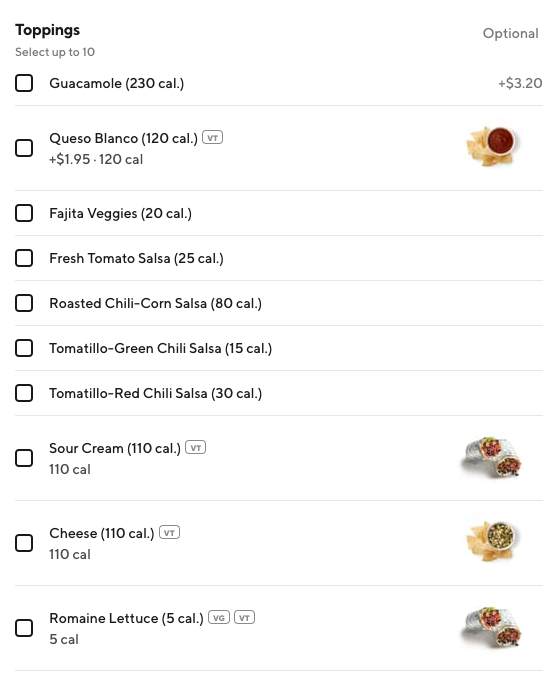 Toppings
Optional
Select up to 10
Guacamole (230 cal.)
+$3.20
Queso Blanco (120 cal.) VT
+$1.95 · 120 cal
Fajita Veggies (20 cal.)
Fresh Tomato Salsa (25 cal.)
Roasted Chili-Corn Salsa (80 cal.)
Tomatillo-Green Chili Salsa (15 cal.)
Tomatillo-Red Chili Salsa (30 cal.)
Sour Cream (110 cal.) VT
110 cal
Cheese (110 cal.) VT
110 cal
Romaine Lettuce (5 cal.) VG VT
5 cal